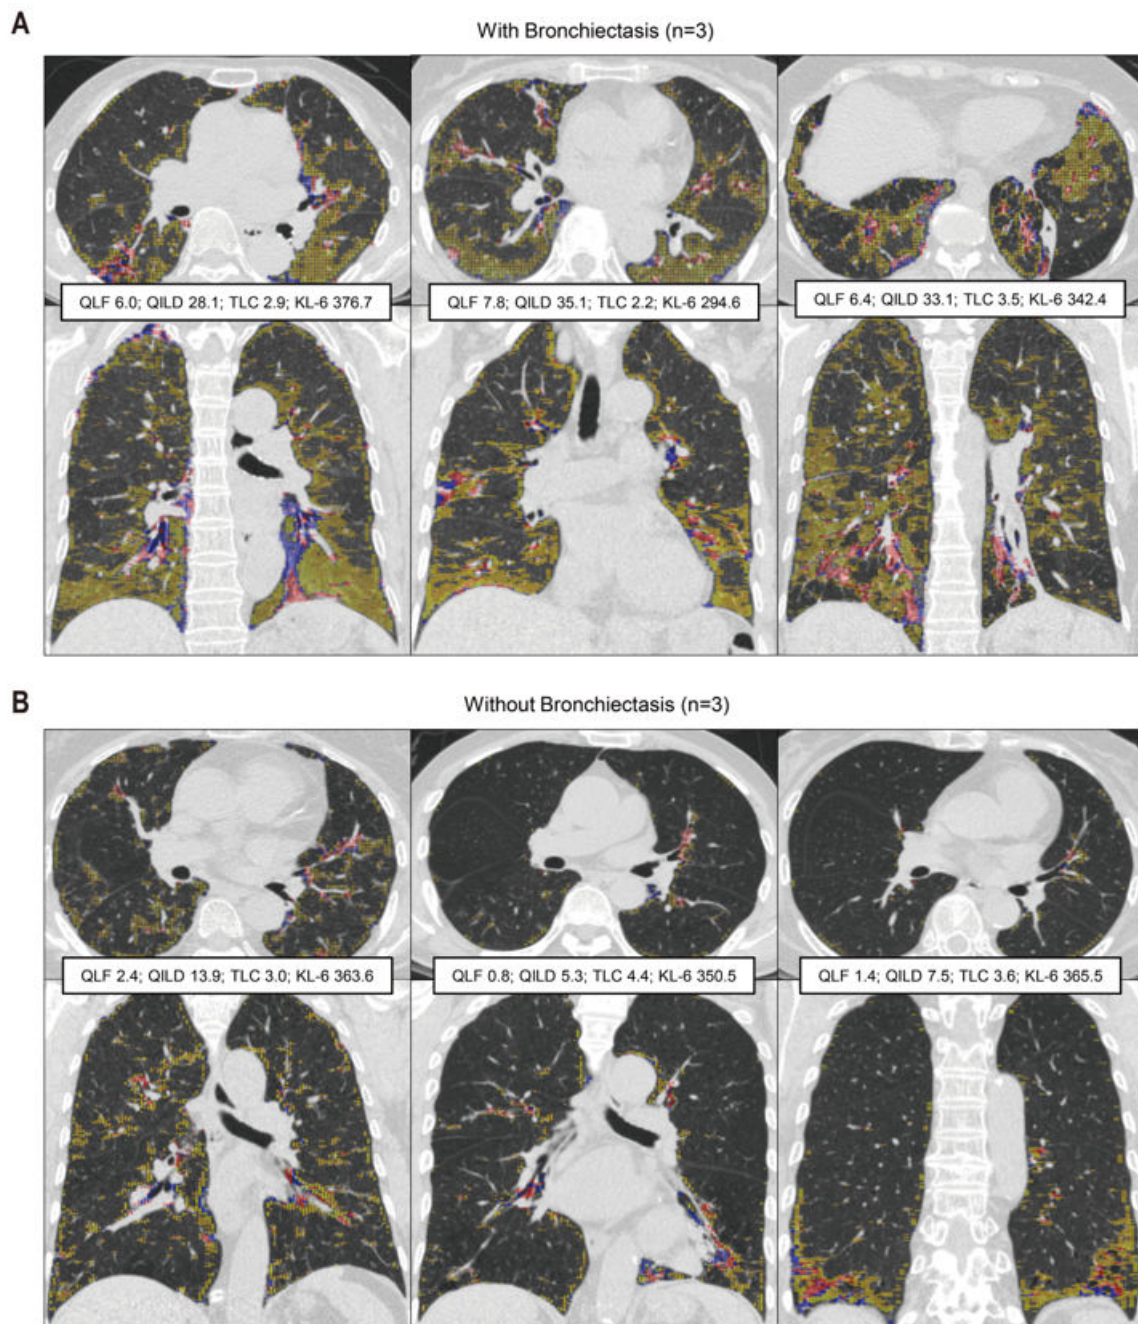 A
With Bronchiectasis (n=3)
QLF 6.0; QILD 28.1; TLC 2.9; KL-6 376.7
QLF 7.8; QILD 35.1; TLC 2.2; KL-6 294.6
QLF 6.4; QILD 33.1; TLC 3.5; KL-6 342.4
B
Without Bronchiectasis (n=3)
QLF 2.4; QILD 13.9; TLC 3.0; KL-6 363.6
QLF 0.8; QILD 5.3; TLC 4.4; KL-6 350.5
QLF 1.4; QILD 7.5; TLC 3.6; KL-6 365.5